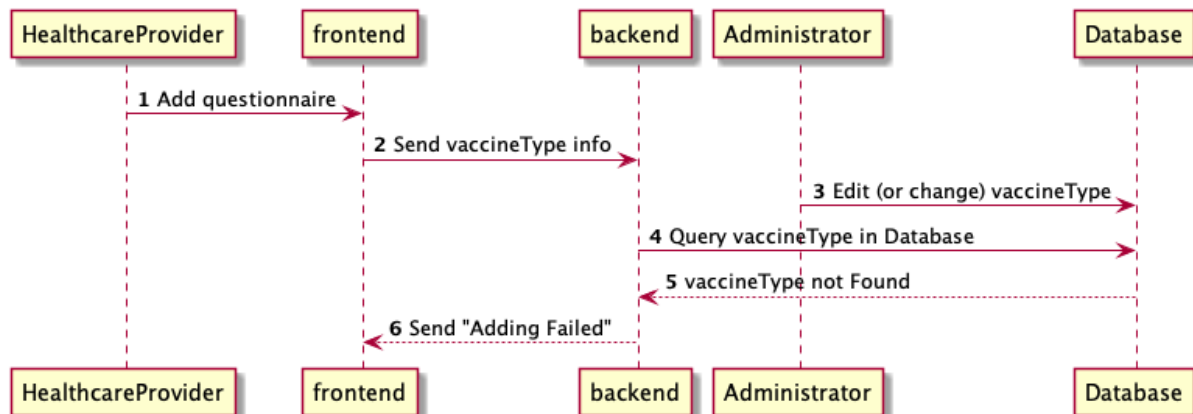 HealthcareProvider
frontend
backend
Administrator
Database
1 Add questionnaire
2 Send vaccineType info
3 Edit (or change) vaccineType
4 Query vaccineType in Database
5 vaccineType not Found
6 Send "Adding Failed"
HealthcareProvider
frontend
backend
Administrator
Database